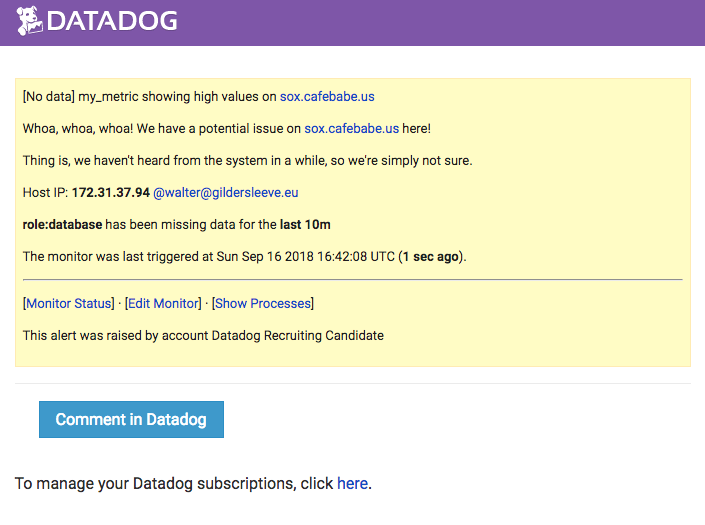 DATADOG
[No data] my_metric showing high values on sox.cafebabe.us
Whoa, whoa, whoa! We have a potential issue on sox.cafebabe.us here!
Thing is, we haven't heard from the system in a while, so we're simply not sure.
Host IP: 172.31.37.94 @walter@gildersleeve.eu
role:database has been missing data for the last 10m
The monitor was last triggered at Sun Sep 16 2018 16:42:08 UTC (1 sec ago).
[Monitor Status] · [Edit Monitor] · [Show Processes]
This alert was raised by account Datadog Recruiting Candidate
Comment in Datadog
To manage your Datadog subscriptions, click here.